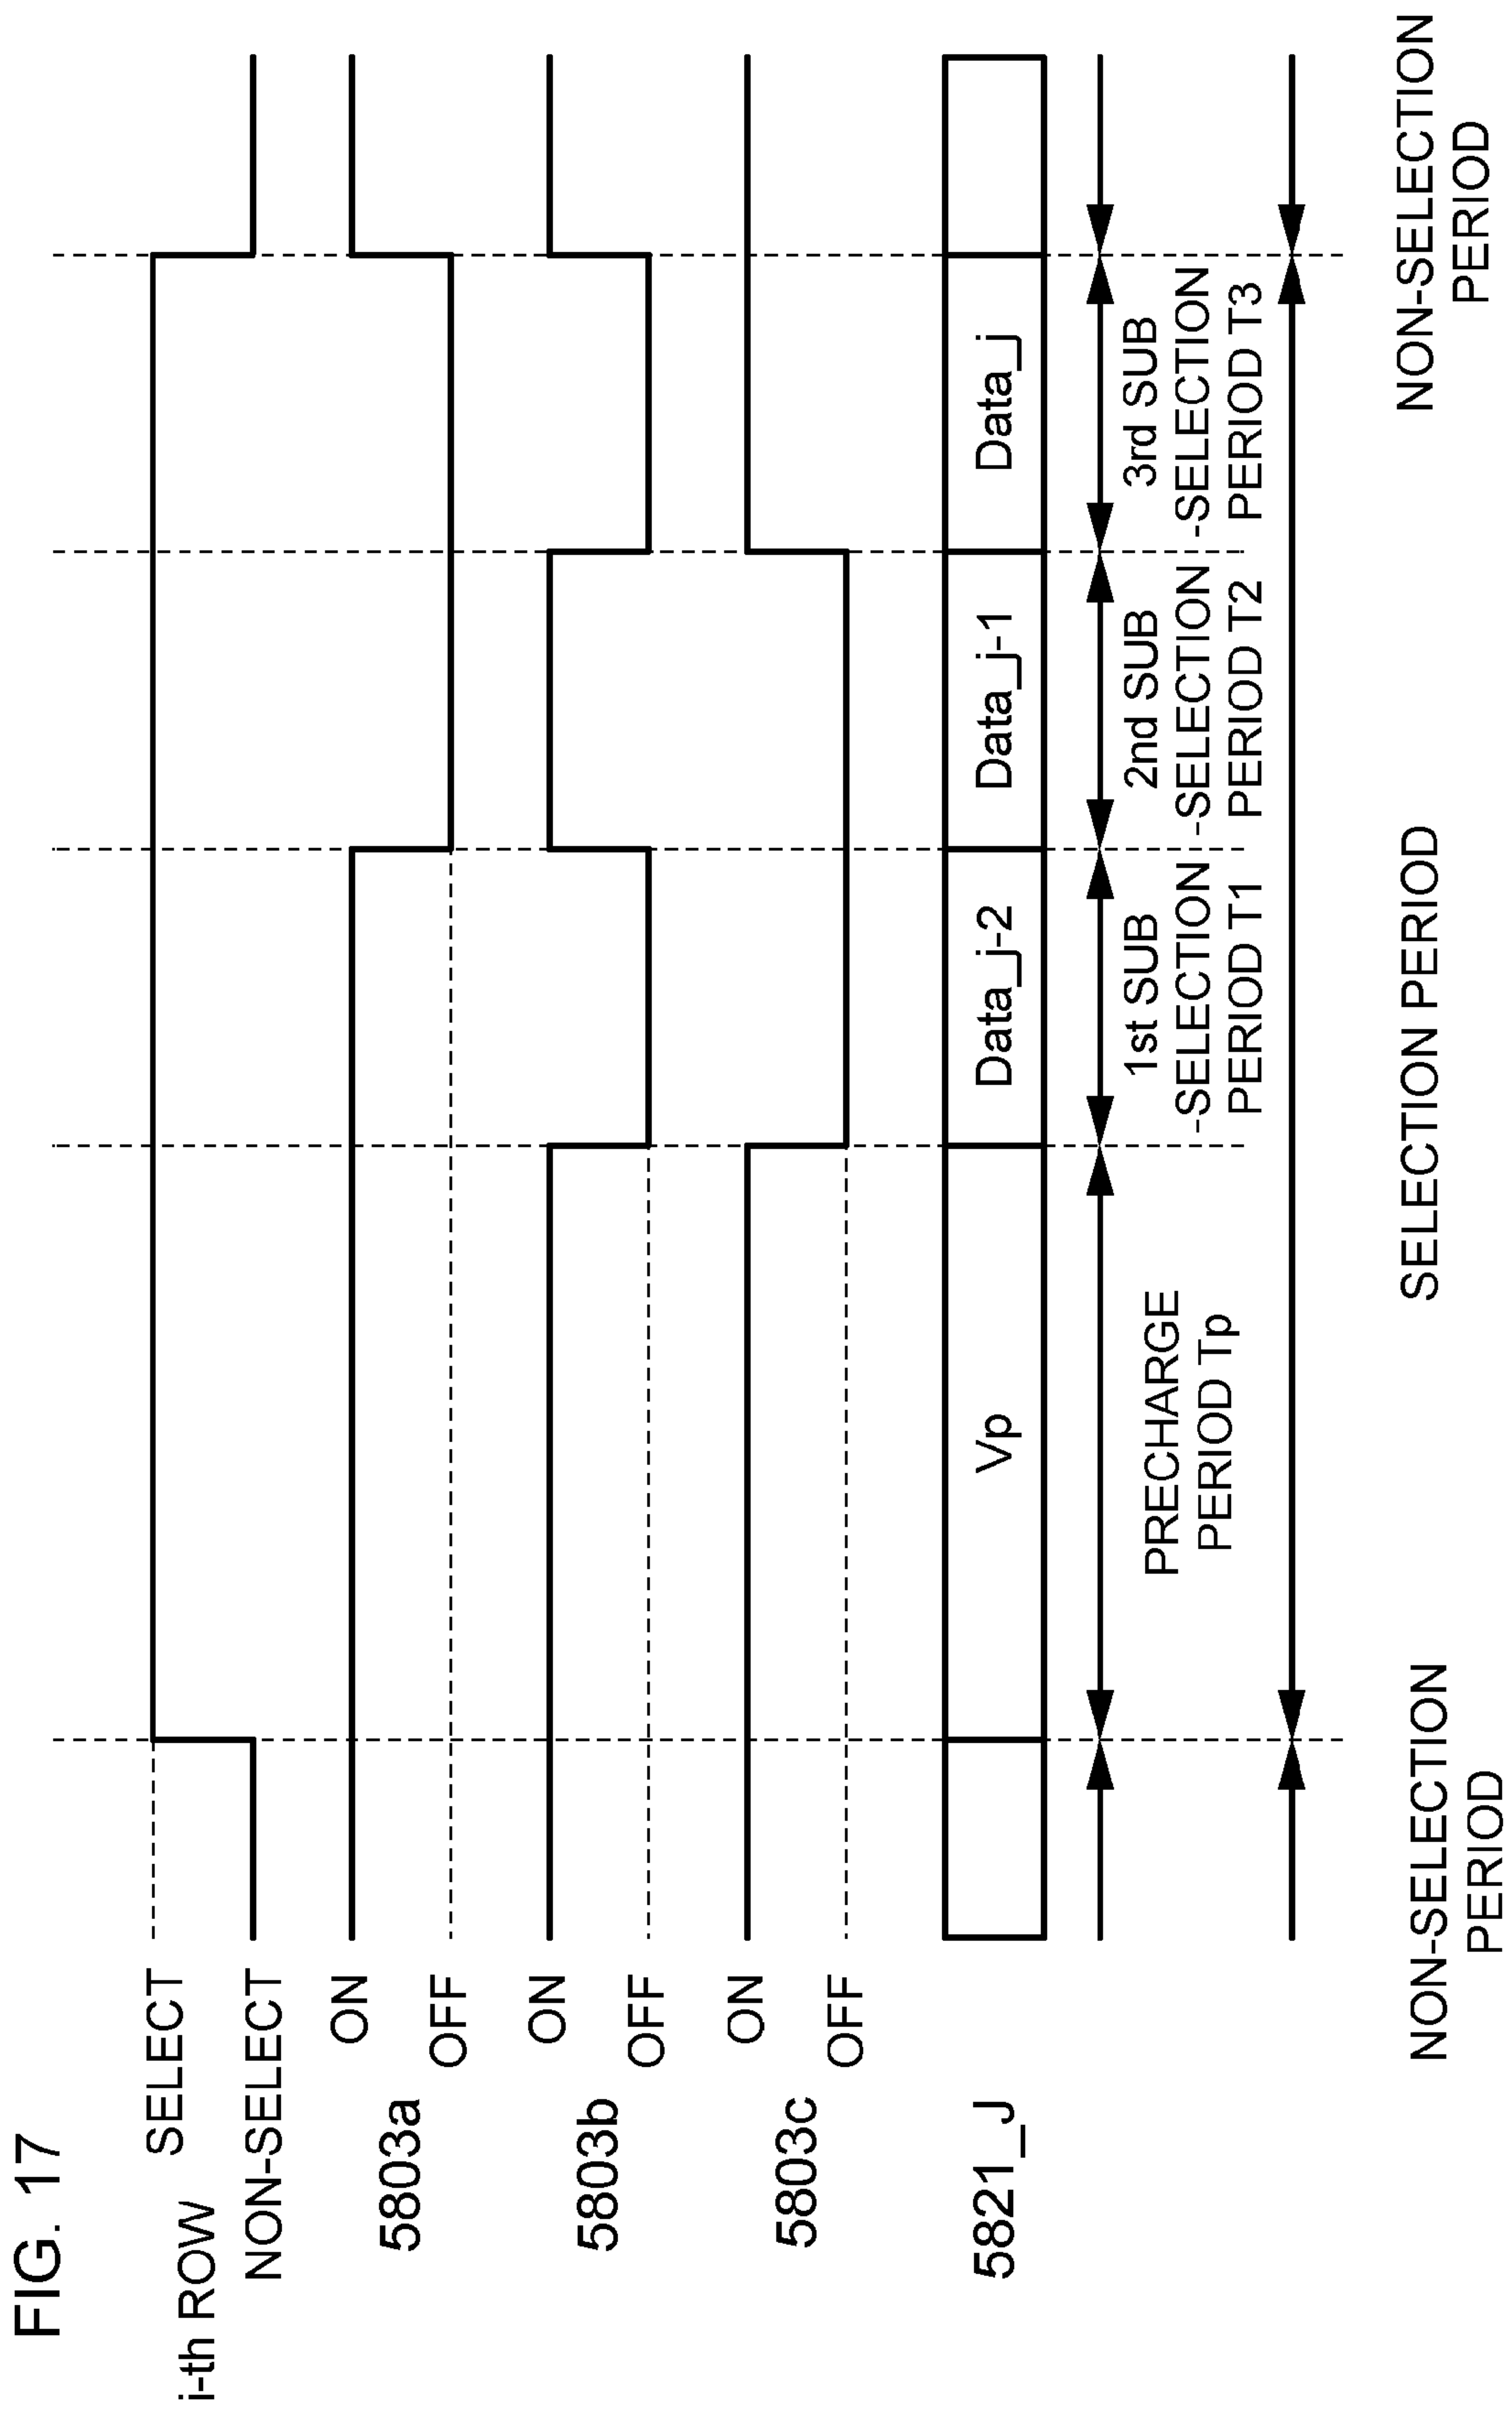 FIG. 17
i-th ROW
SELECT
NON-SELECT
5803a
ON
OFF
5803b
ON
OFF
5803c
ON
OFF
5821_J
Vp
Data_j-2
Data_j-1
Data_j
PRECHARGE
PERIOD Tp
1st SUB
-SELECTION
PERIOD T1
2nd SUB
-SELECTION
PERIOD T2
3rd SUB
-SELECTION
PERIOD T3
NON-SELECTION
PERIOD
SELECTION PERIOD
NON-SELECTION
PERIOD